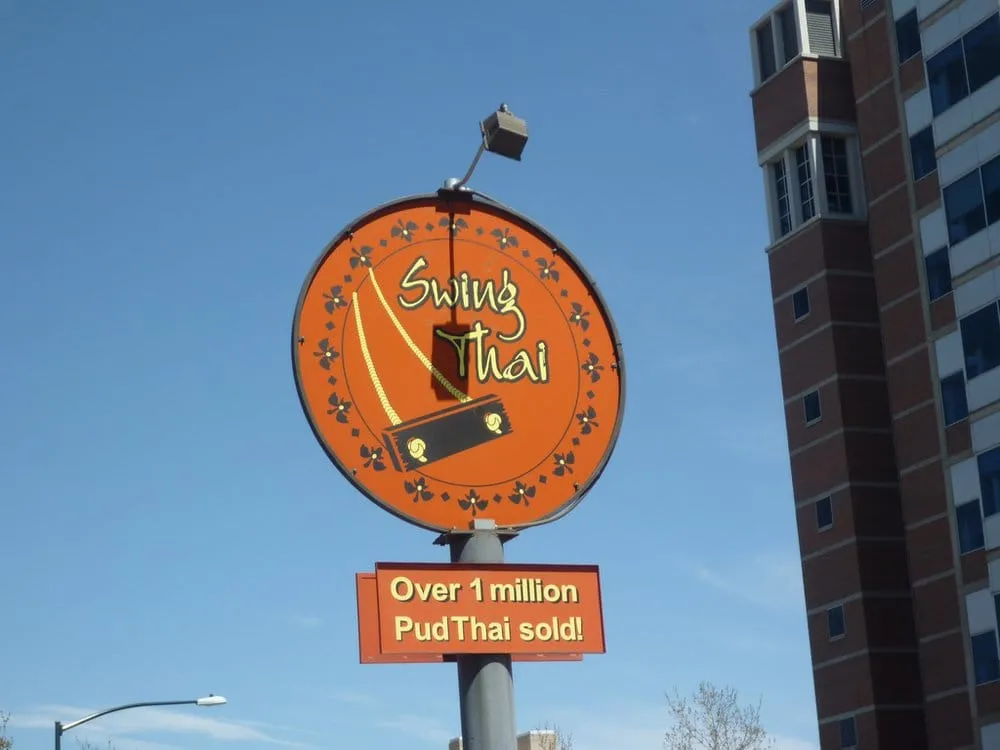 Swing
Thai
Over 1 million
PudThai sold!